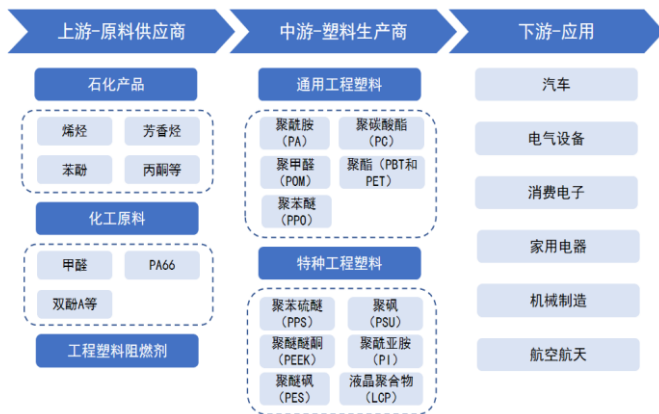 上游-原料供应商
中游-塑料生产商
下游-应用
石化产品
烯烃
芳香烃
苯酚
丙酮等
化工原料
甲醛
PA66
双酚A等
工程塑料阻燃剂
通用工程塑料
聚酰胺
(PA)
聚碳酸酯
(PC)
聚甲醛
(POM)
聚酯（PBT和
PET)
聚苯醚
(PPO)
特种工程塑料
聚苯硫醚
(PPS)
聚砜
(PSU)
聚醚醚酮
(PEEK)
聚酰亚胺
(PI)
聚醚砜
(PES)
液晶聚合物
(LCP)
汽车
电气设备
消费电子
家用电器
机械制造
航空航天